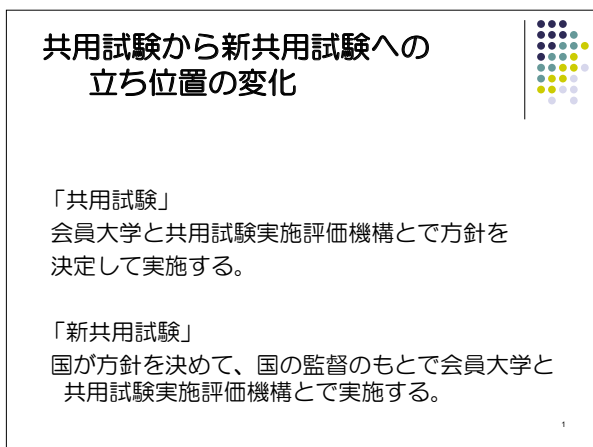 共用試験から新共用試験への
立ち位置の変化
「共用試験」
会員大学と共用試験実施評価機構とで方針を
決定して実施する。
「新共用試験」
国が方針を決めて、国の監督のもとで会員大学と
共用試験実施評価機構とで実施する。
1